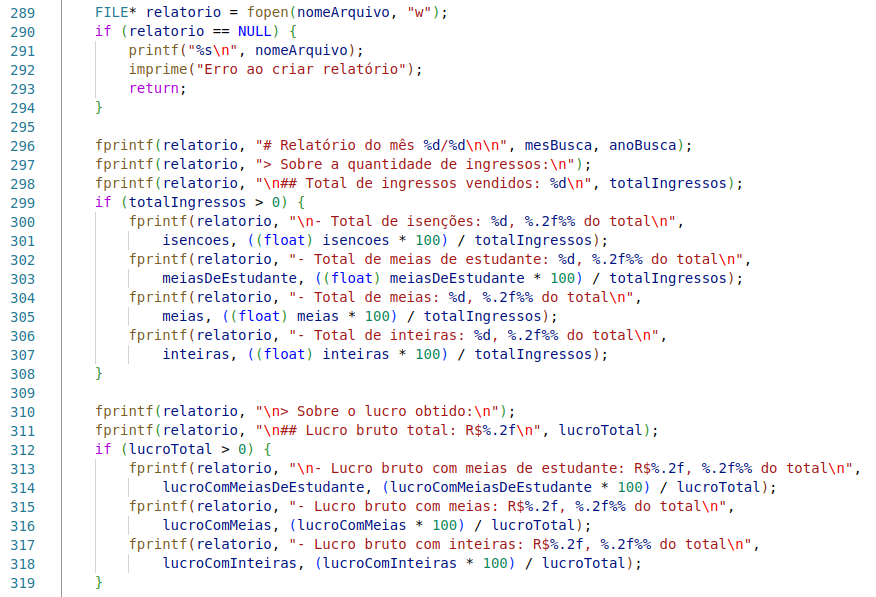 289 FILE* relatorio = fopen(nomeArquivo, "w");
290 if (relatorio == NULL) {
291 printf("%s\n", nomeArquivo);
292 imprime("Erro ao criar relatório");
293 return;
294 }
295
296 fprintf(relatorio, "# Relatório do mês %d/%d\n\n", mesBusca, anoBusca);
297 fprintf(relatorio, "> Sobre a quantidade de ingressos:\n");
298 fprintf(relatorio, "\n## Total de ingressos vendidos: %d\n", totalIngressos);
299 if (totalIngressos > 0) {
300 fprintf(relatorio, "\n- Total de isenções: %d, %.2f%% do total\n",
301 isencoes, ((float) isencoes * 100) / totalIngressos);
302 fprintf(relatorio, "- Total de meias de estudante: %d, %.2f%% do total\n",
303 meiasDeEstudante, ((float) meiasDeEstudante * 100) / totalIngressos);
304 fprintf(relatorio, "- Total de meias: %d, %.2f%% do total\n",
305 meias, ((float) meias * 100) / totalIngressos);
306 fprintf(relatorio, "- Total de inteiras: %d, %.2f%% do total\n",
307 inteiras, ((float) inteiras * 100) / totalIngressos);
308 }
309
310 fprintf(relatorio, "\n> Sobre o lucro obtido:\n");
311 fprintf(relatorio, "\n## Lucro bruto total: R$%.2f\n", lucroTotal);
312 if (lucroTotal > 0) {
313 fprintf(relatorio, "\n- Lucro bruto com meias de estudante: R$%.2f, %.2f%% do total\n",
314 lucroComMeiasDeEstudante, (lucroComMeiasDeEstudante * 100) / lucroTotal);
315 fprintf(relatorio, "- Lucro bruto com meias: R$%.2f, %.2f%% do total\n",
316 lucroComMeias, (lucroComMeias * 100) / lucroTotal);
317 fprintf(relatorio, "- Lucro bruto com inteiras: R$%.2f, %.2f%% do total\n",
318 lucroComInteiras, (lucroComInteiras * 100) / lucroTotal);
319 }